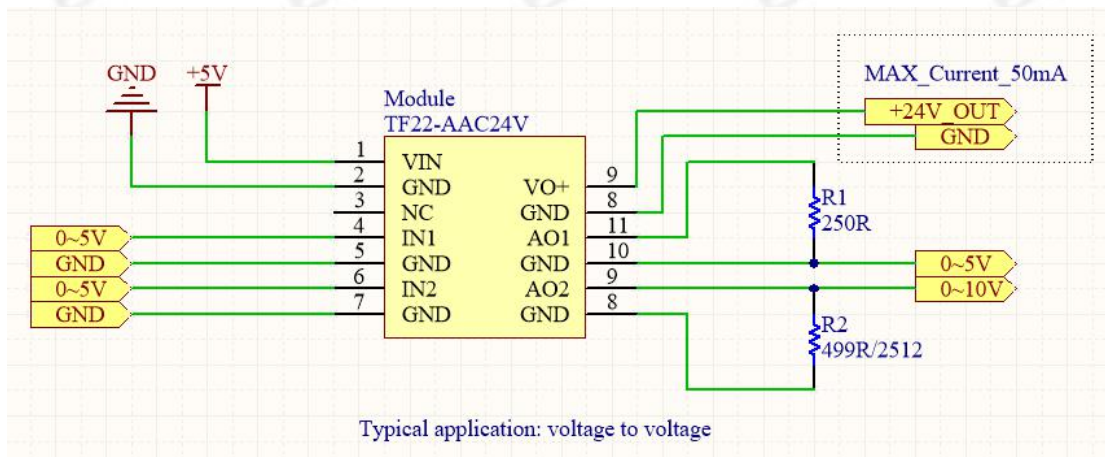 GND +5V
MAX_Current_50mA
+24V_OUT
GND
Module
TF22-AAC24V
1 VIN
2 GND
3 NC
4 IN1
5 GND
6 IN2
7 GND
VO+ 9
GND 8
AO1 11
GND 10
AO2 9
GND 8
0~5V
GND
0~5V
GND
R1
250R
0~5V
0~10V
R2
499R/2512
Typical application: voltage to voltage